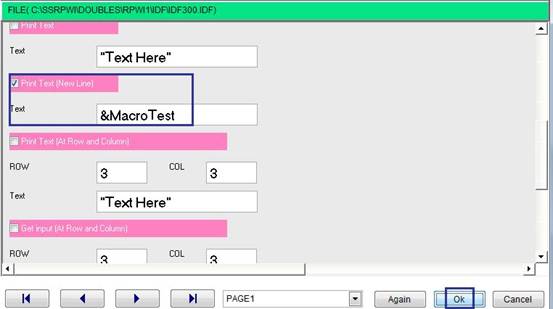 FILE( C:\SSRPWI\DOUBLES\RPWI1\IDF\IDF300.IDF)
Print Text
Text "Text Here"
Print Text (New Line)
Text &MacroTest
Print Text (At Row and Column)
ROW 3 COL 3
Text "Text Here"
Get input (At Row and Column)
ROW 3 COL 3
PAGE1 Again Ok Cancel